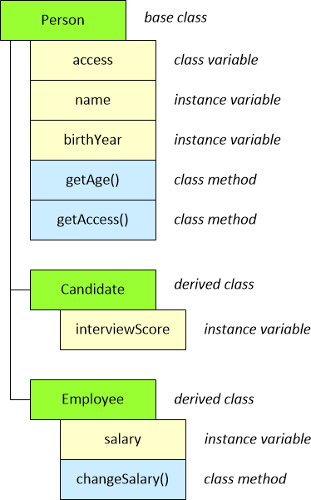 Person base class
access class variable
name instance variable
birthYear instance variable
getAge() class method
getAccess() class method
Candidate derived class
interviewScore instance variable
Employee derived class
salary instance variable
changeSalary() class method